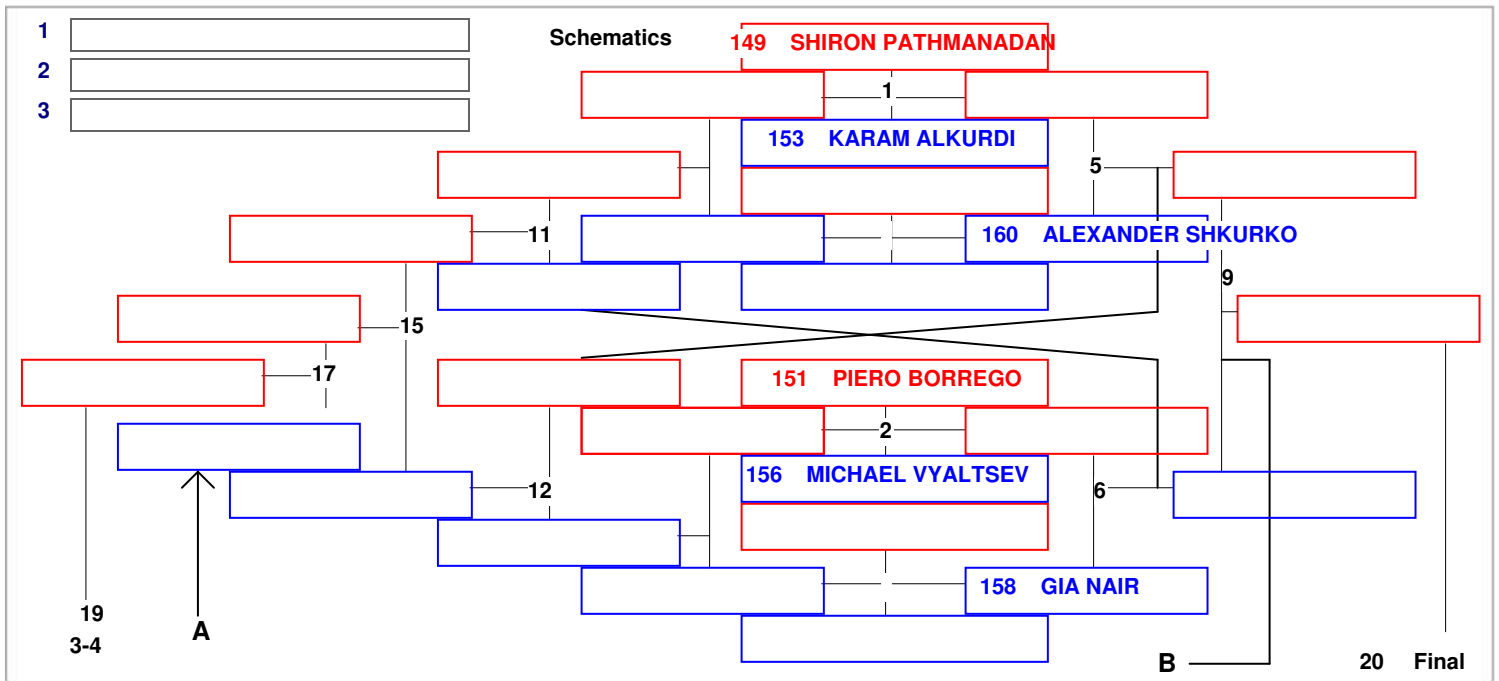 1
Schematics
149 SHIRON PATHMANADAN
2
1
3
153 KARAM ALKURDI
5
11
160 ALEXANDER SHKURKO
9
15
17
151 PIERO BORREGO
2
156 MICHAEL VYALTSEV
12
6
158 GIA NAIR
19
A
3-4
B
20 Final